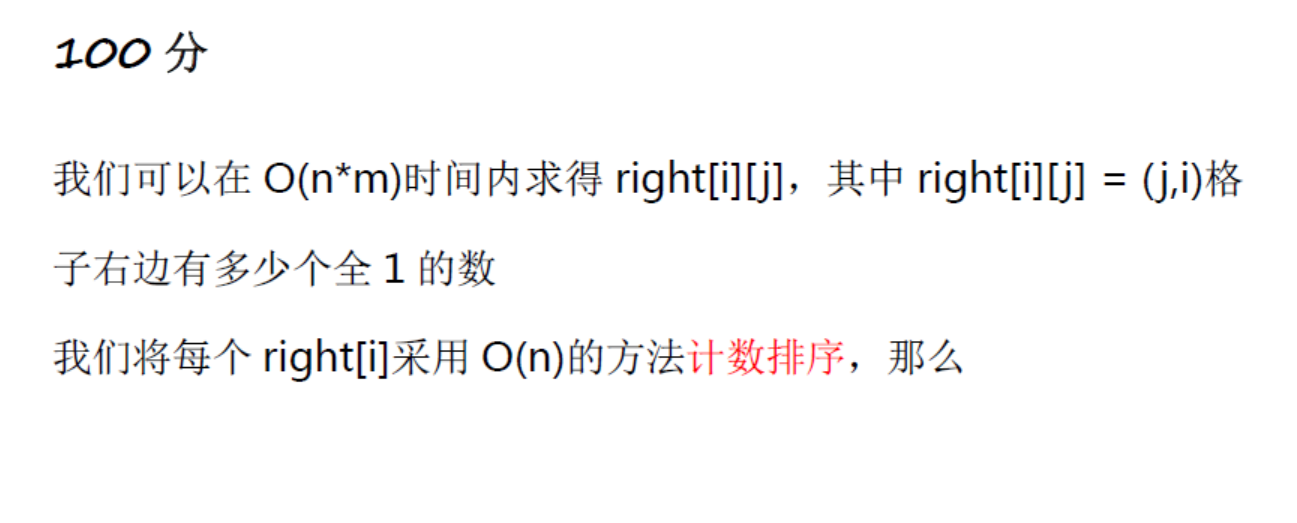 100 分
我们可以在 O(n*m)时间内求得 right[i][j]，其中 right[i][j] = (j,i)格
子右边有多少个全 1 的数
我们将每个 right[i]采用 O(n)的方法计数排序，那么